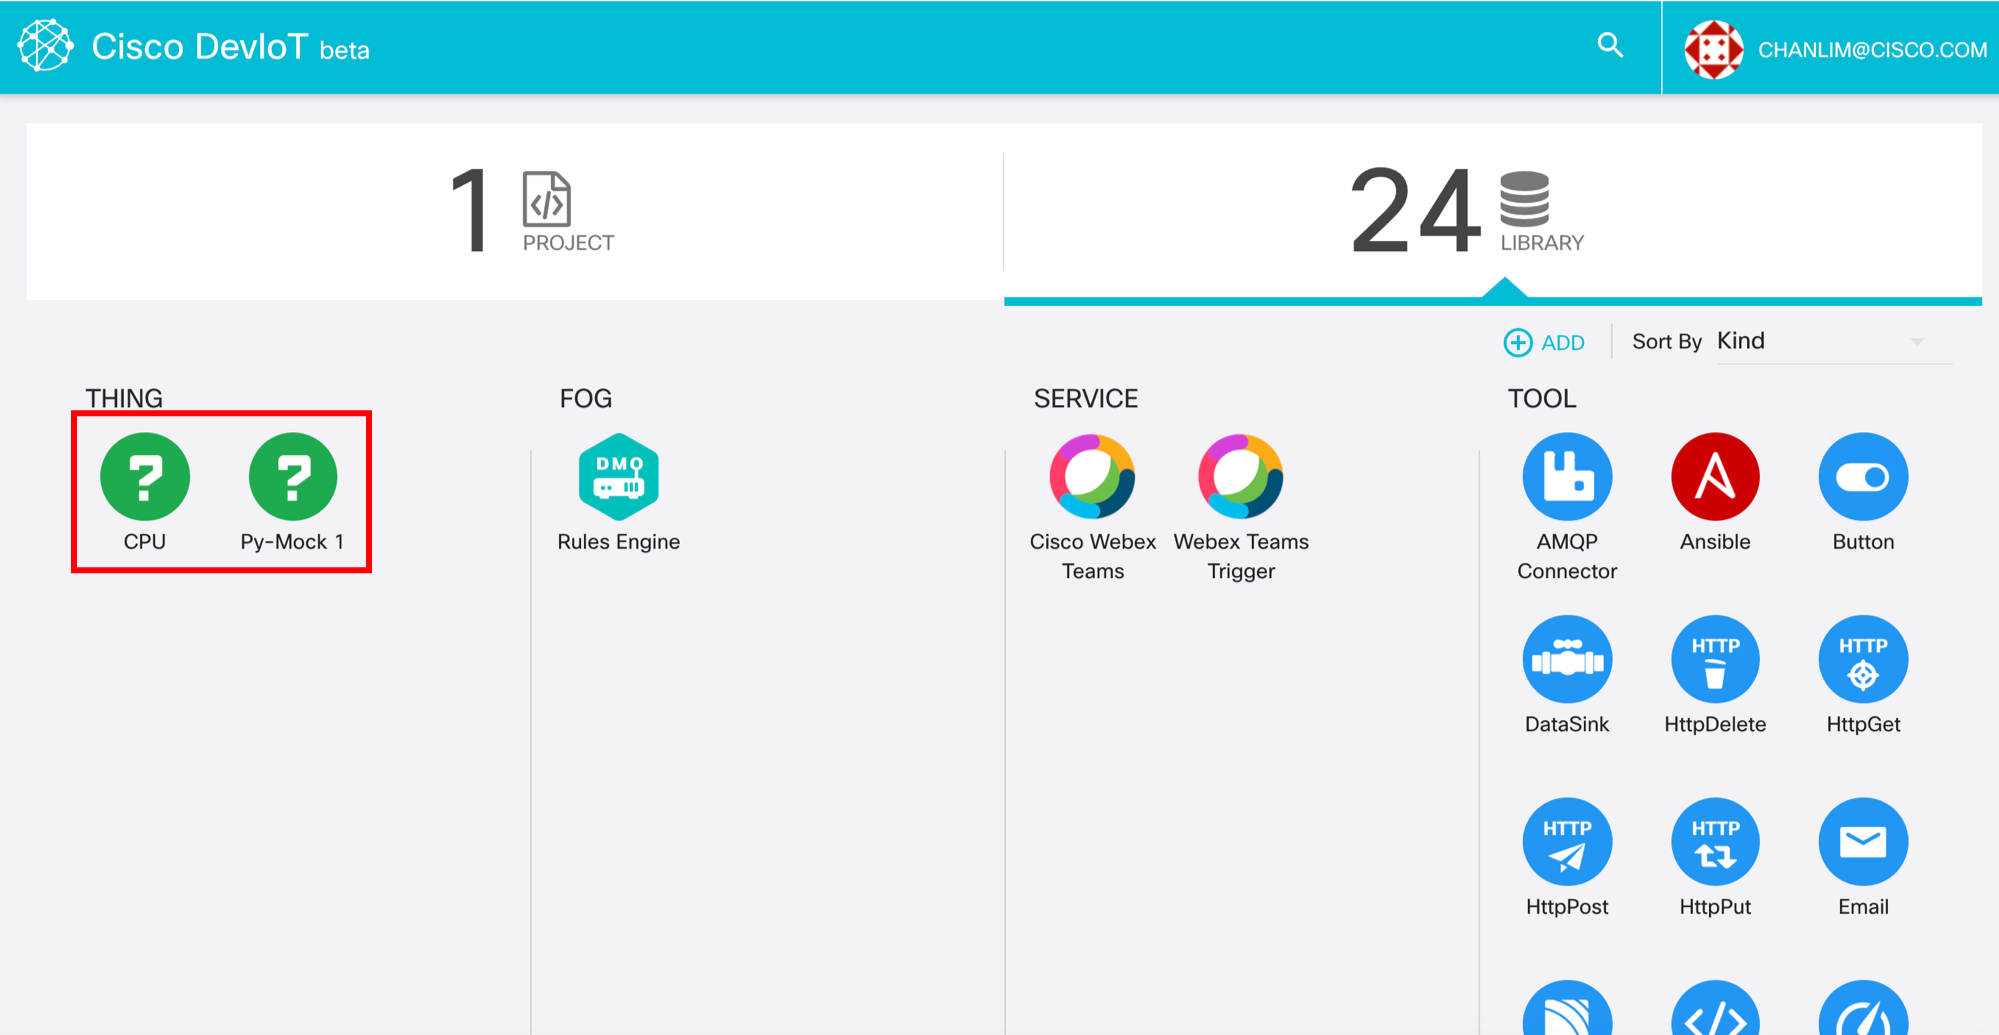 Cisco DevIoT beta
CHANLIM@CISCO.COM
1
PROJECT
24
LIBRARY
ADD
Sort By Kind
THING
CPU
Py-Mock 1
FOG
DMO
Rules Engine
SERVICE
Cisco Webex
Teams
Webex Teams
Trigger
TOOL
AMQP
Connector
Ansible
Button
DataSink
HTTP
HttpDelete
HTTP
HttpGet
HTTP
HttpPost
HTTP
HttpPut
Email